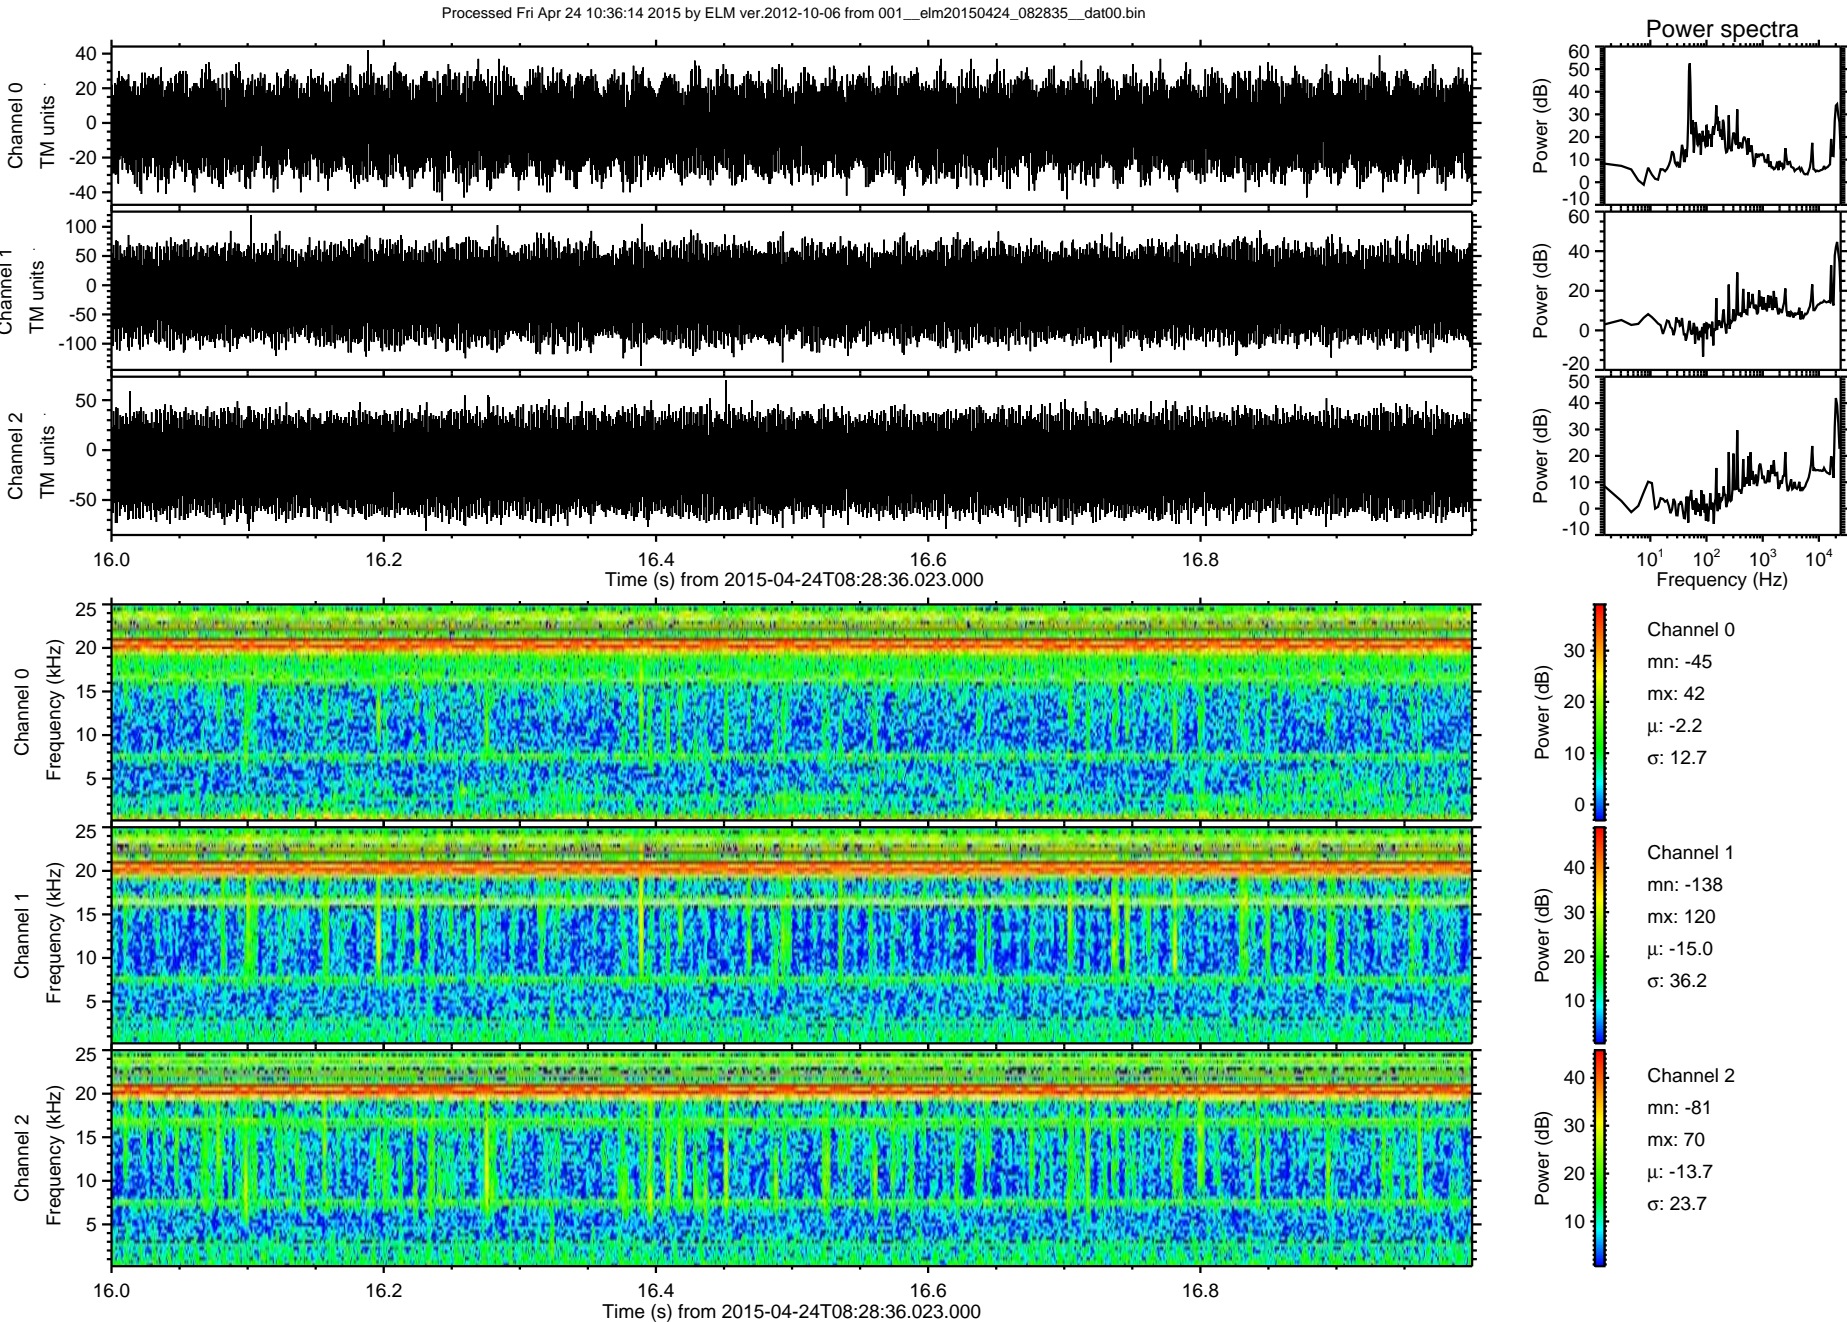 Processed Fri Apr 24 10:36:14 2015 by ELM ver.2012-10-06 from 001__elm20150424_082835__dat00.bin
Power spectra
Channel 0
TM units
40
20
0
-20
-40
Power (dB)
60
50
40
30
20
10
0
-10
Channel 1
TM units
100
50
0
-50
-100
Power (dB)
60
40
20
0
-20
Channel 2
TM units
50
0
-50
Power (dB)
50
40
30
20
10
0
-10
16.0 16.2 16.4 16.6 16.8
Time (s) from 2015-04-24T08:28:36.023.000
10¹ 10² 10³ 10⁴
Frequency (Hz)
Channel 0
Frequency (kHz)
25
20
15
10
5
Power (dB)
30
20
10
0
Channel 0
mn: -45
mx: 42
μ: -2.2
σ: 12.7
Channel 1
Frequency (kHz)
25
20
15
10
5
Power (dB)
40
30
20
10
Channel 1
mn: -138
mx: 120
μ: -15.0
σ: 36.2
Channel 2
Frequency (kHz)
25
20
15
10
5
Power (dB)
40
30
20
10
Channel 2
mn: -81
mx: 70
μ: -13.7
σ: 23.7
16.0 16.2 16.4 16.6 16.8
Time (s) from 2015-04-24T08:28:36.023.000